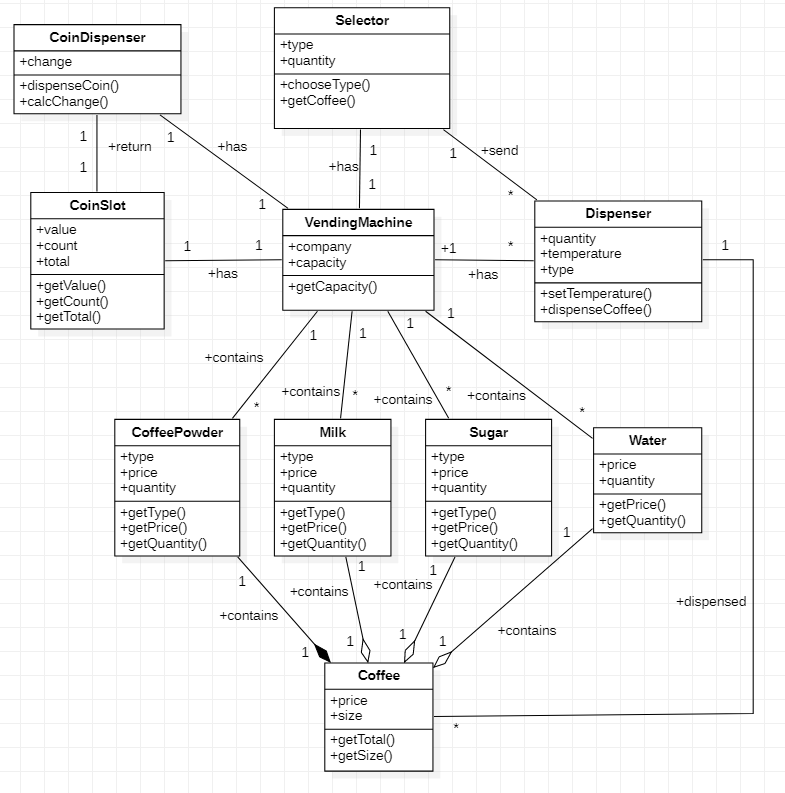 CoinDispenser
+change
+dispenseCoin()
+calcChange()
Selector
+type
+quantity
+chooseType()
+getCoffee()
1
+return
1
1
+has
1
1
+has
1
1
+send
*
CoinSlot
+value
+count
+total
+getValue()
+getCount()
+getTotal()
1
1
+has
VendingMachine
+company
+capacity
+getCapacity()
+1
*
+has
Dispenser
+quantity
+temperature
+type
+setTemperature()
+dispenseCoffee()
1
1
+contains
*
1
+contains
*
1
+contains
*
1
+contains
*
CoffeePowder
+type
+price
+quantity
+getType()
+getPrice()
+getQuantity()
Milk
+type
+price
+quantity
+getType()
+getPrice()
+getQuantity()
Sugar
+type
+price
+quantity
+getType()
+getPrice()
+getQuantity()
Water
+price
+quantity
+getPrice()
+getQuantity()
1
+contains
1
1
+contains
1
1
+contains
1
1
+contains
1
+dispensed
*
Coffee
+price
+size
+getTotal()
+getSize()